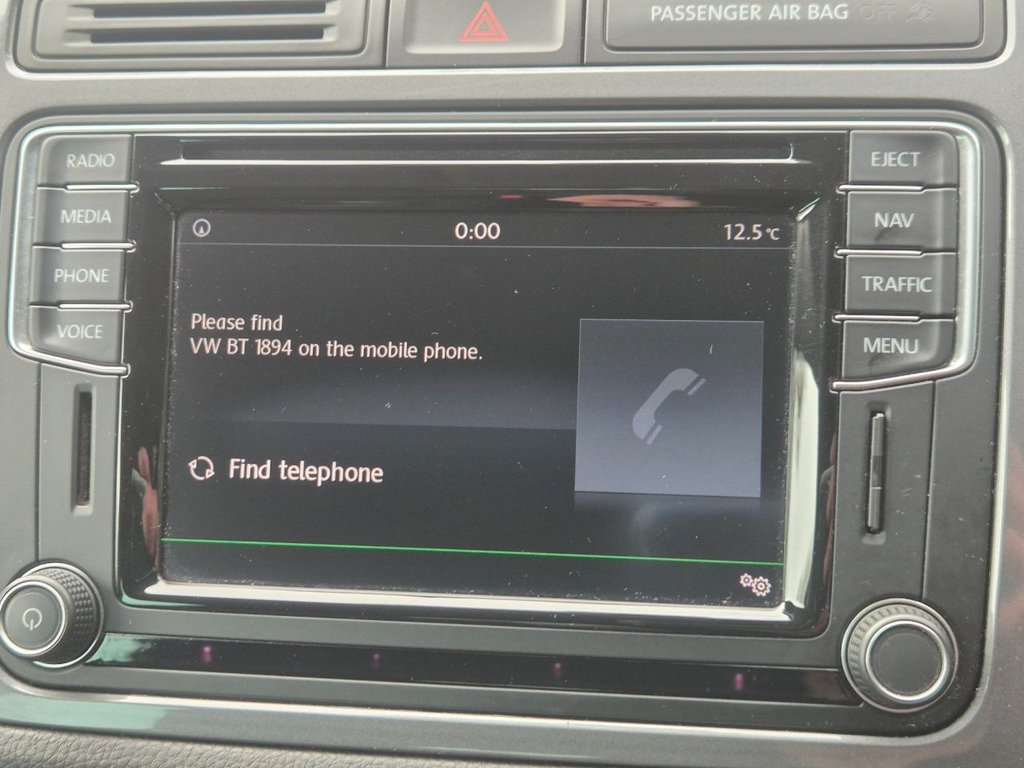 PASSENGER AIR BAG OFF
RADIO
MEDIA
PHONE
VOICE
0:00
12.5°C
Please find
VW BT 1894 on the mobile phone.
Find telephone
EJECT
NAV
TRAFFIC
MENU